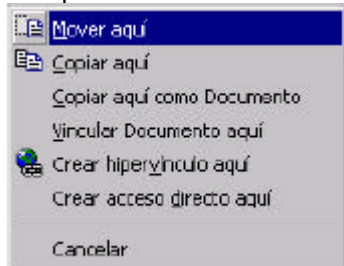 Mover aquí
Copiar aquí
Copiar aquí como Documento
Vincular Documento aquí
Crear hipervínculo aquí
Crear acceso directo aquí
Cancelar